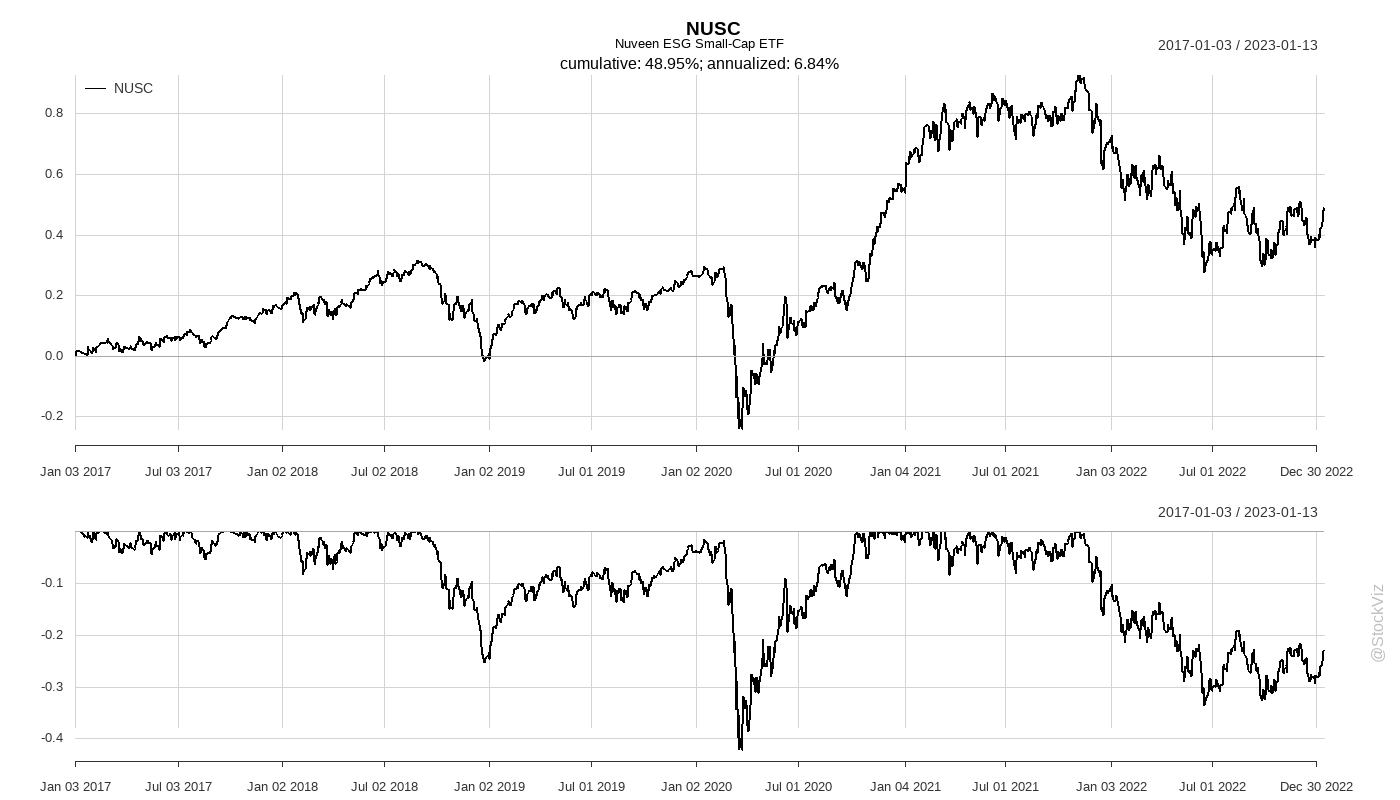 NUSC
Nuveen ESG Small-Cap ETF
2017-01-03 / 2023-01-13
cumulative: 48.95%; annualized: 6.84%
NUSC
0.8
0.6
0.4
0.2
0.0
-0.2
Jan 03 2017 Jul 03 2017 Jan 02 2018 Jul 02 2018 Jan 02 2019 Jul 01 2019 Jan 02 2020 Jul 01 2020 Jan 04 2021 Jul 01 2021 Jan 03 2022 Jul 01 2022 Dec 30 2022
2017-01-03 / 2023-01-13
-0.1
-0.2
-0.3
-0.4
Jan 03 2017 Jul 03 2017 Jan 02 2018 Jul 02 2018 Jan 02 2019 Jul 01 2019 Jan 02 2020 Jul 01 2020 Jan 04 2021 Jul 01 2021 Jan 03 2022 Jul 01 2022 Dec 30 2022
@StockViz